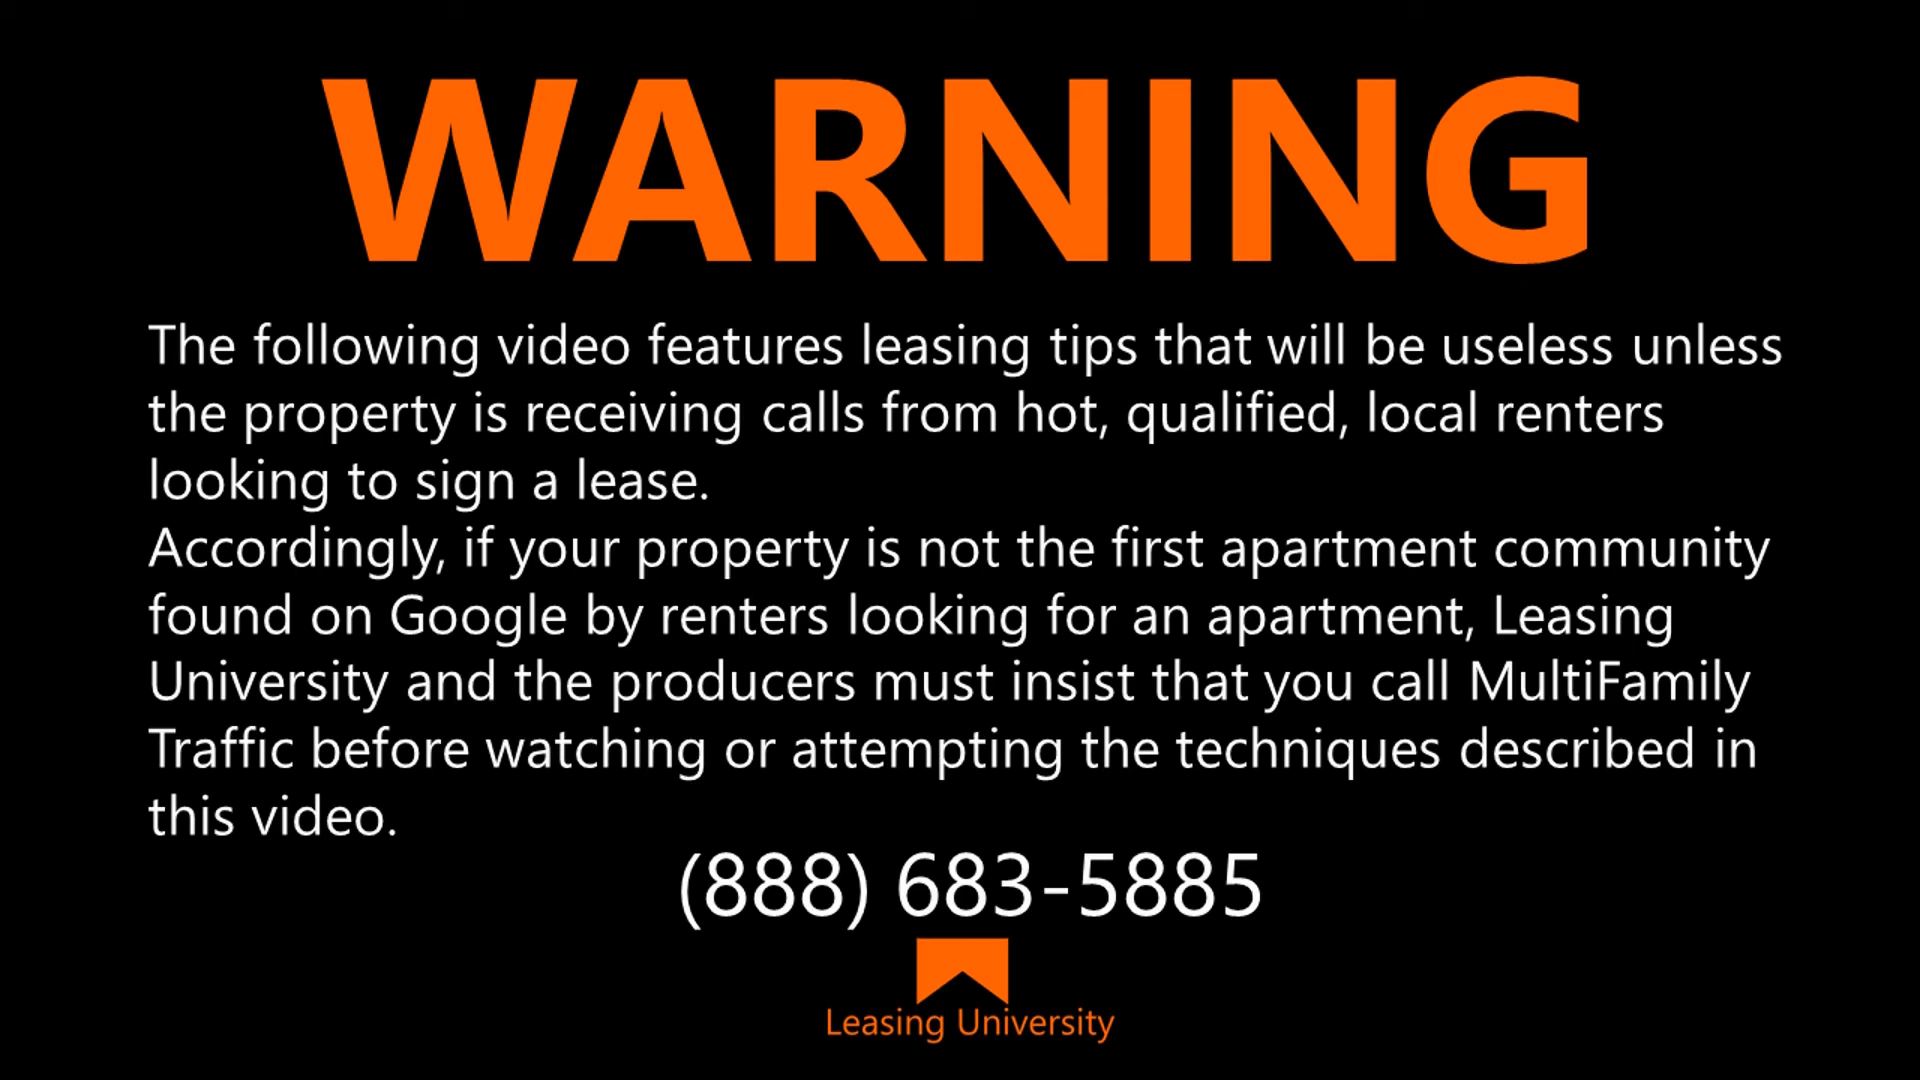 WARNING
The following video features leasing tips that will be useless unless
the property is receiving calls from hot, qualified, local renters
looking to sign a lease.
Accordingly, if your property is not the first apartment community
found on Google by renters looking for an apartment, Leasing
University and the producers must insist that you call MultiFamily
Traffic before watching or attempting the techniques described in
this video.
(888) 683-5885
Leasing University